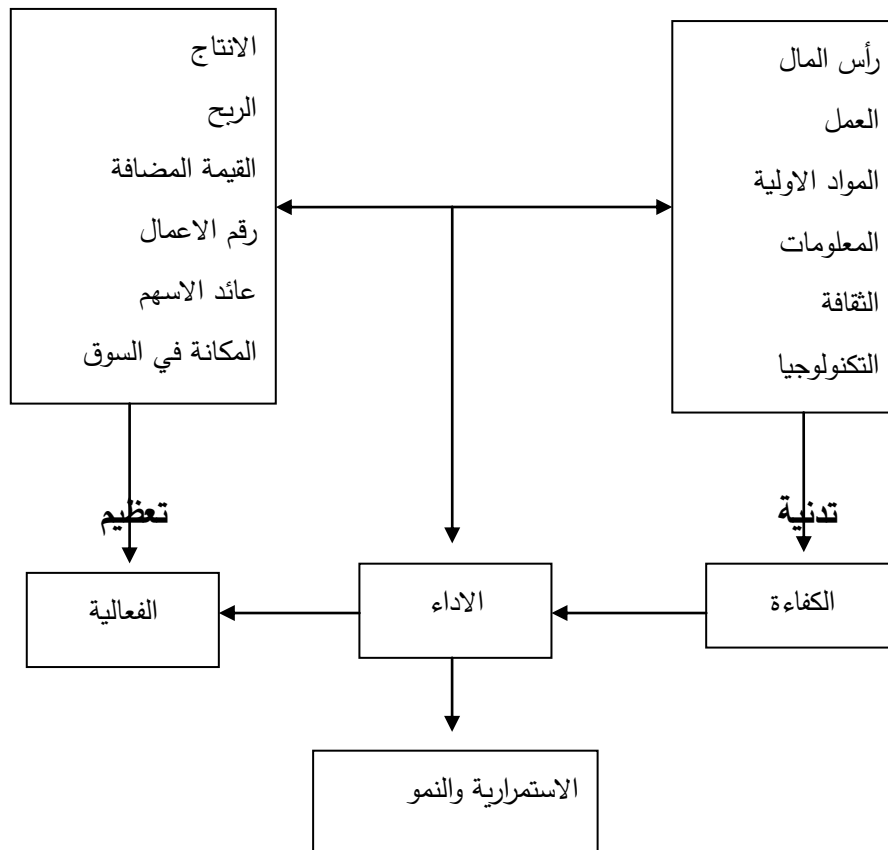 رأس المال
العمل
المواد الاولية
المعلومات
الثقافة
التكنولوجيا
الانتاج
الربح
القيمة المضافة
رقم الاعمال
عائد الاسهم
المكانة في السوق
تدنية
تعظيم
الكفاءة
الاداء
الفعالية
الاستمرارية والنمو